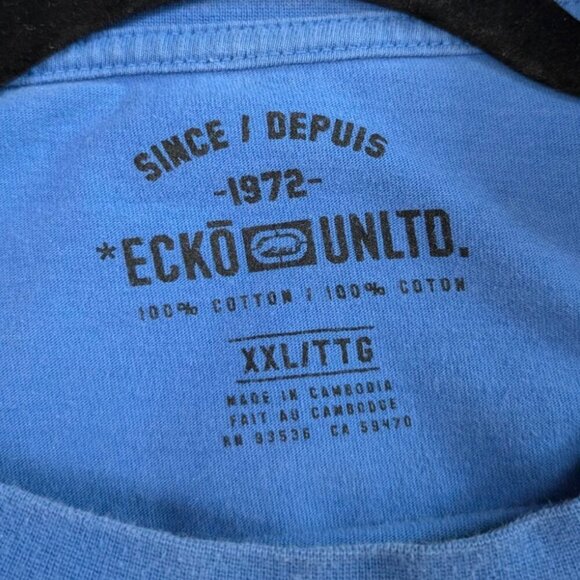 SINCE / DEPUIS
-1972-
*ECKŌ UNLTD.
100% COTTON | 100% COTON
XXL/TTG
MADE IN CAMBODIA
FAIT AU CAMBODGE
RN 93536 CA 59470